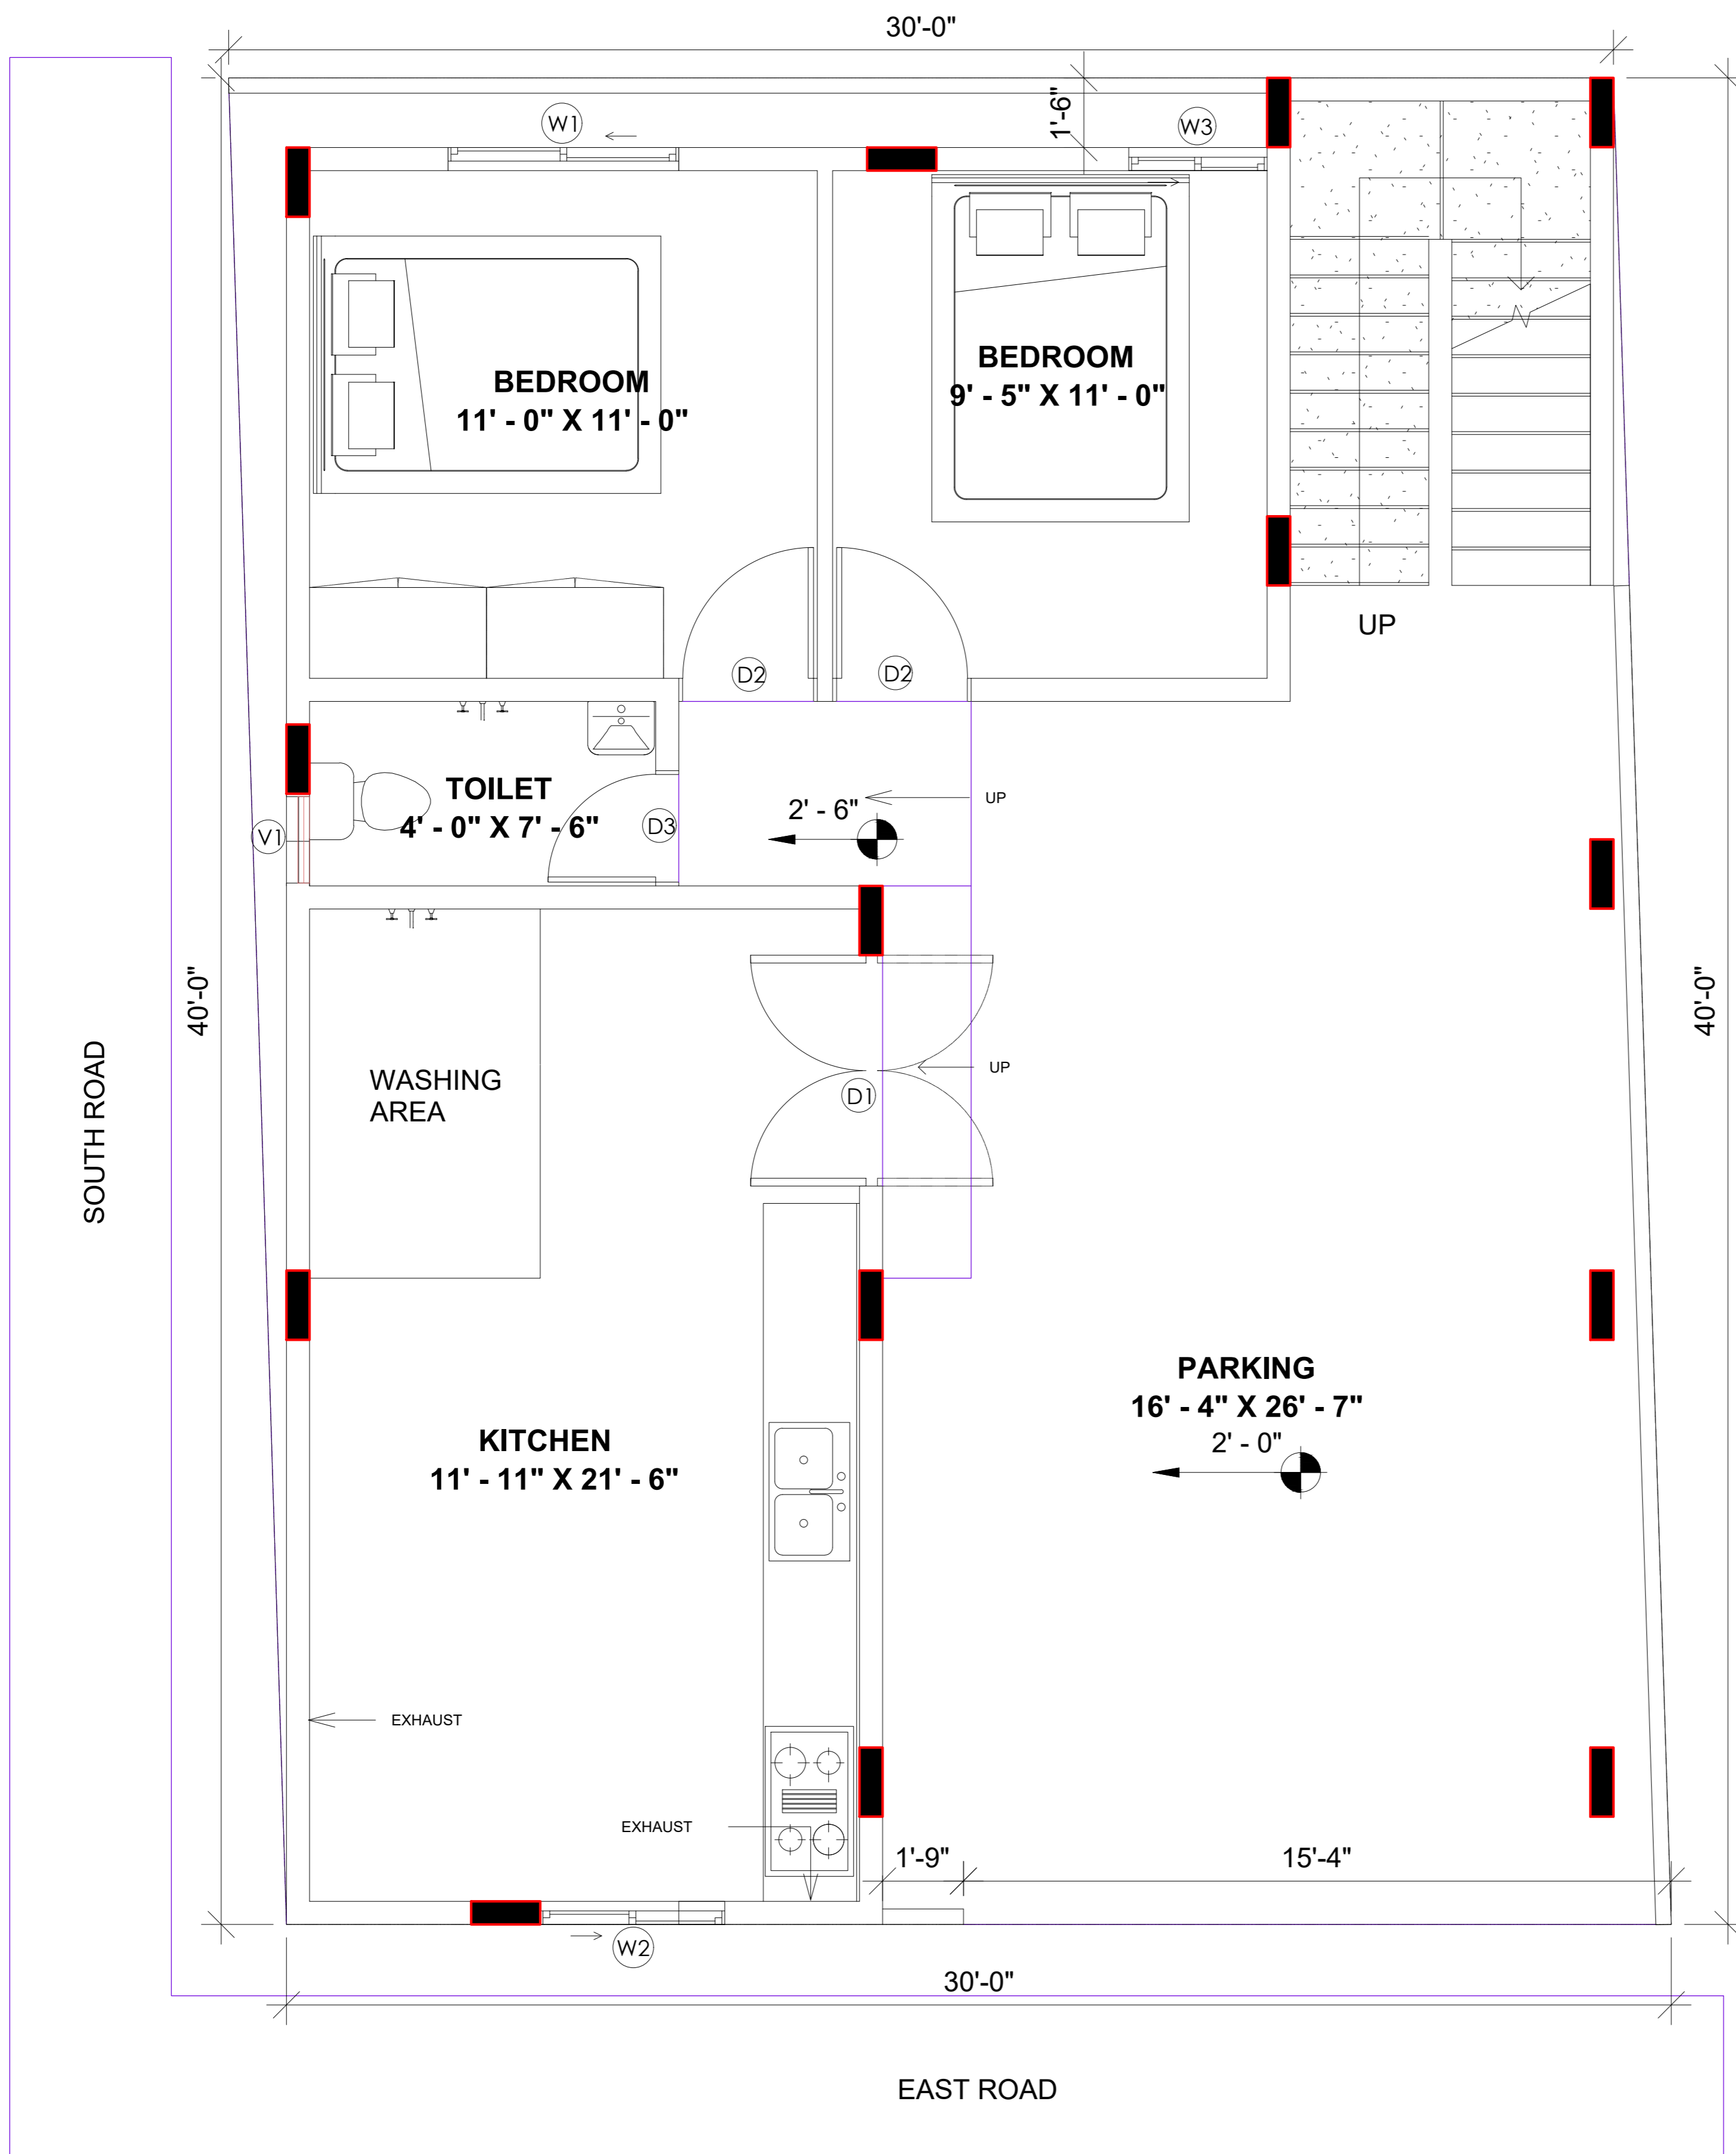 30'-0"
W1
1'-6"
W3
BEDROOM
11' - 0" X 11' - 0"
BEDROOM
9' - 5" X 11' - 0"
UP
D2
D2
TOILET
4' - 0" X 7' - 6"
V1
D3
2' - 6"
UP
40'-0"
40'-0"
SOUTH ROAD
WASHING
AREA
UP
D1
PARKING
16' - 4" X 26' - 7"
2' - 0"
KITCHEN
11' - 11" X 21' - 6"
EXHAUST
EXHAUST
1'-9"
15'-4"
W2
30'-0"
EAST ROAD